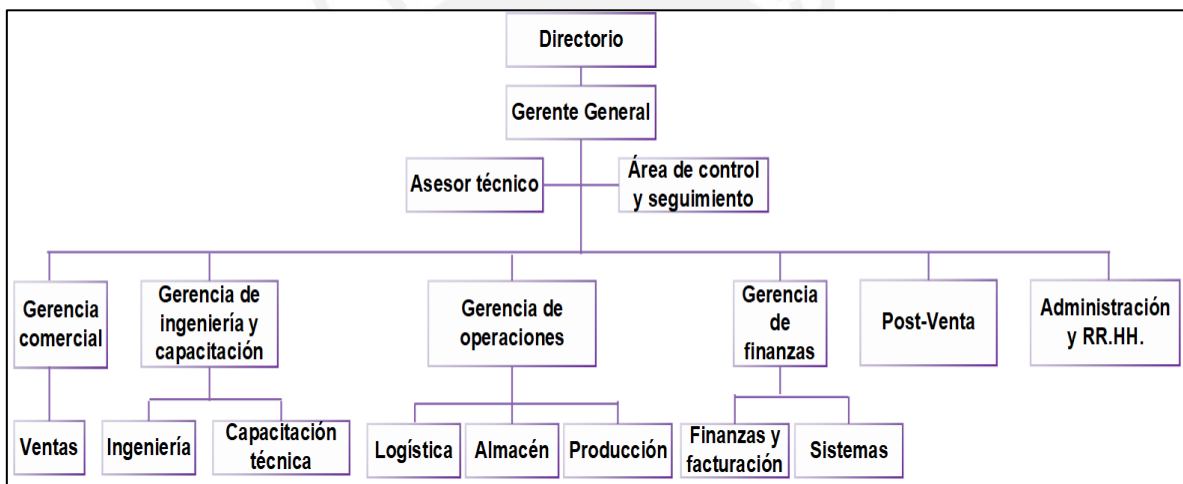 Directorio
Gerente General
Asesor técnico
Área de control
y seguimiento
Gerencia
comercial
Gerencia de
ingeniería y
capacitación
Gerencia de
operaciones
Gerencia
de
finanzas
Post-Venta
Administración
y RR.HH.
Ventas
Ingeniería
Capacitación
técnica
Logística
Almacén
Producción
Finanzas y
facturación
Sistemas